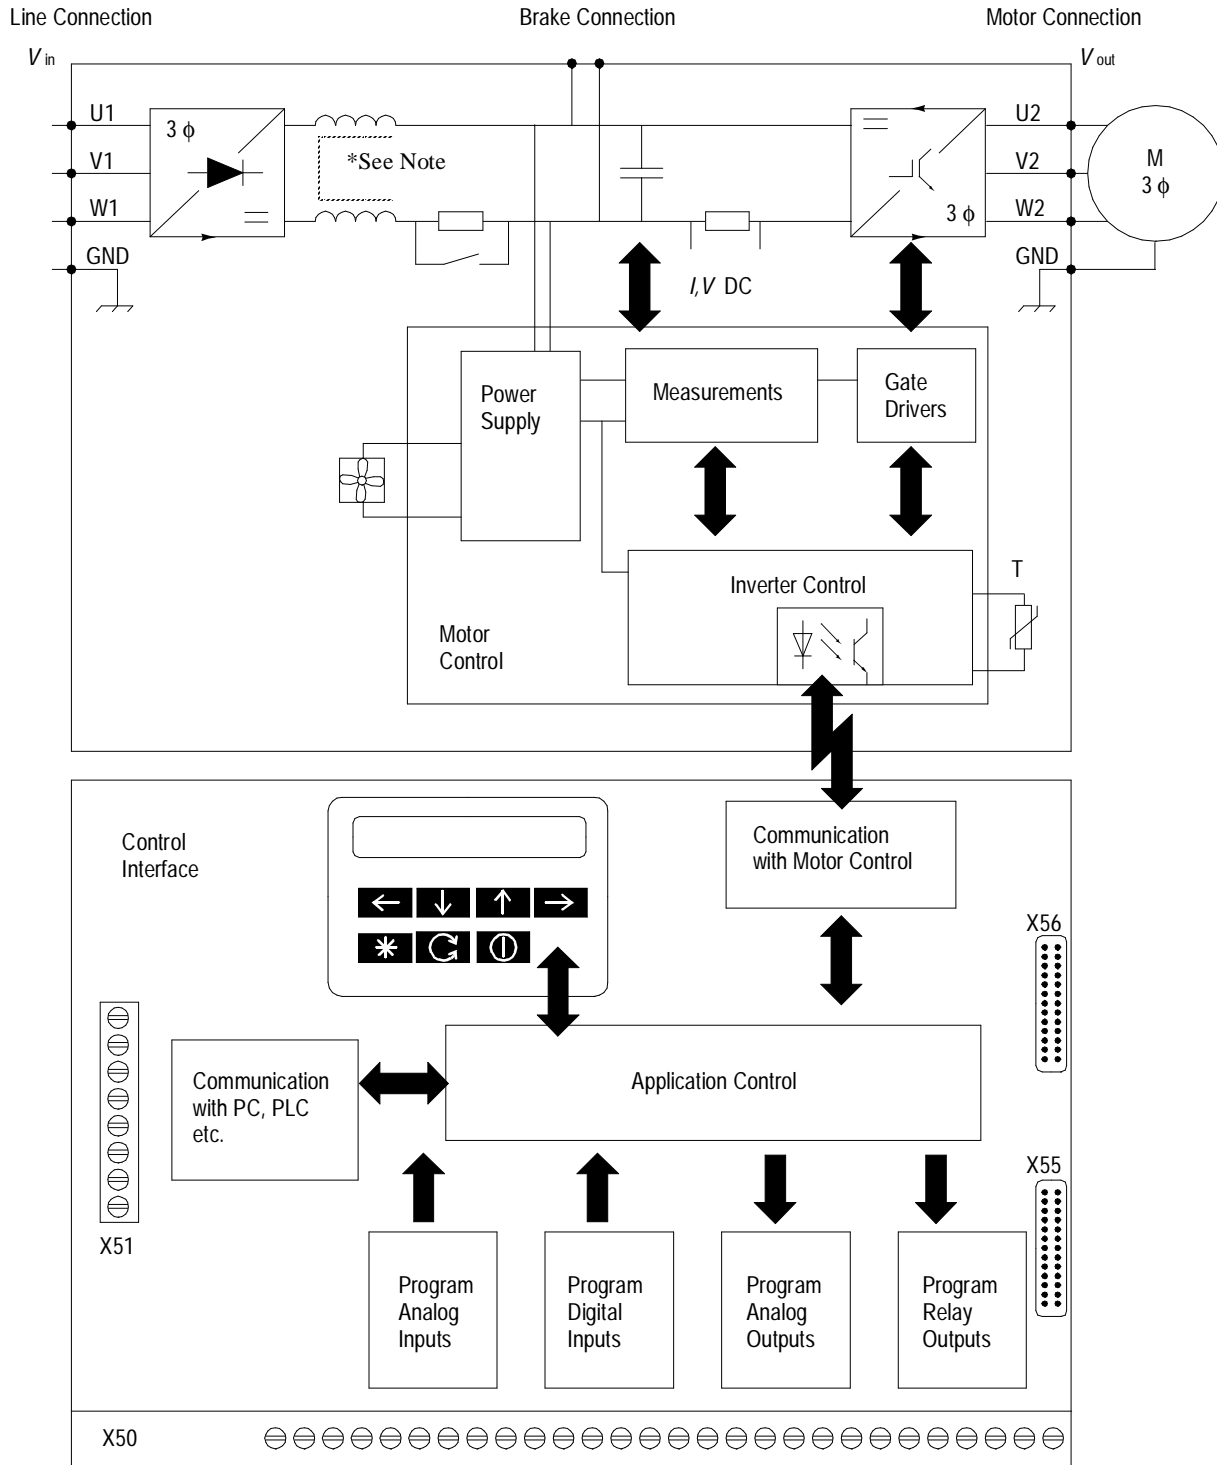 Line Connection
Brake Connection
Motor Connection
V in
V out
U1
3 ϕ
U2
V1
*See Note
V2
M
3 ϕ
W1
3 ϕ
W2
GND
GND
I,V DC
Power
Supply
Measurements
Gate
Drivers
Inverter Control
T
Motor
Control
Control
Interface
Communication
with Motor Control
X56
Communication
with PC, PLC
etc.
Application Control
X55
X51
Program
Analog
Inputs
Program
Digital
Inputs
Program
Analog
Outputs
Program
Relay
Outputs
X50